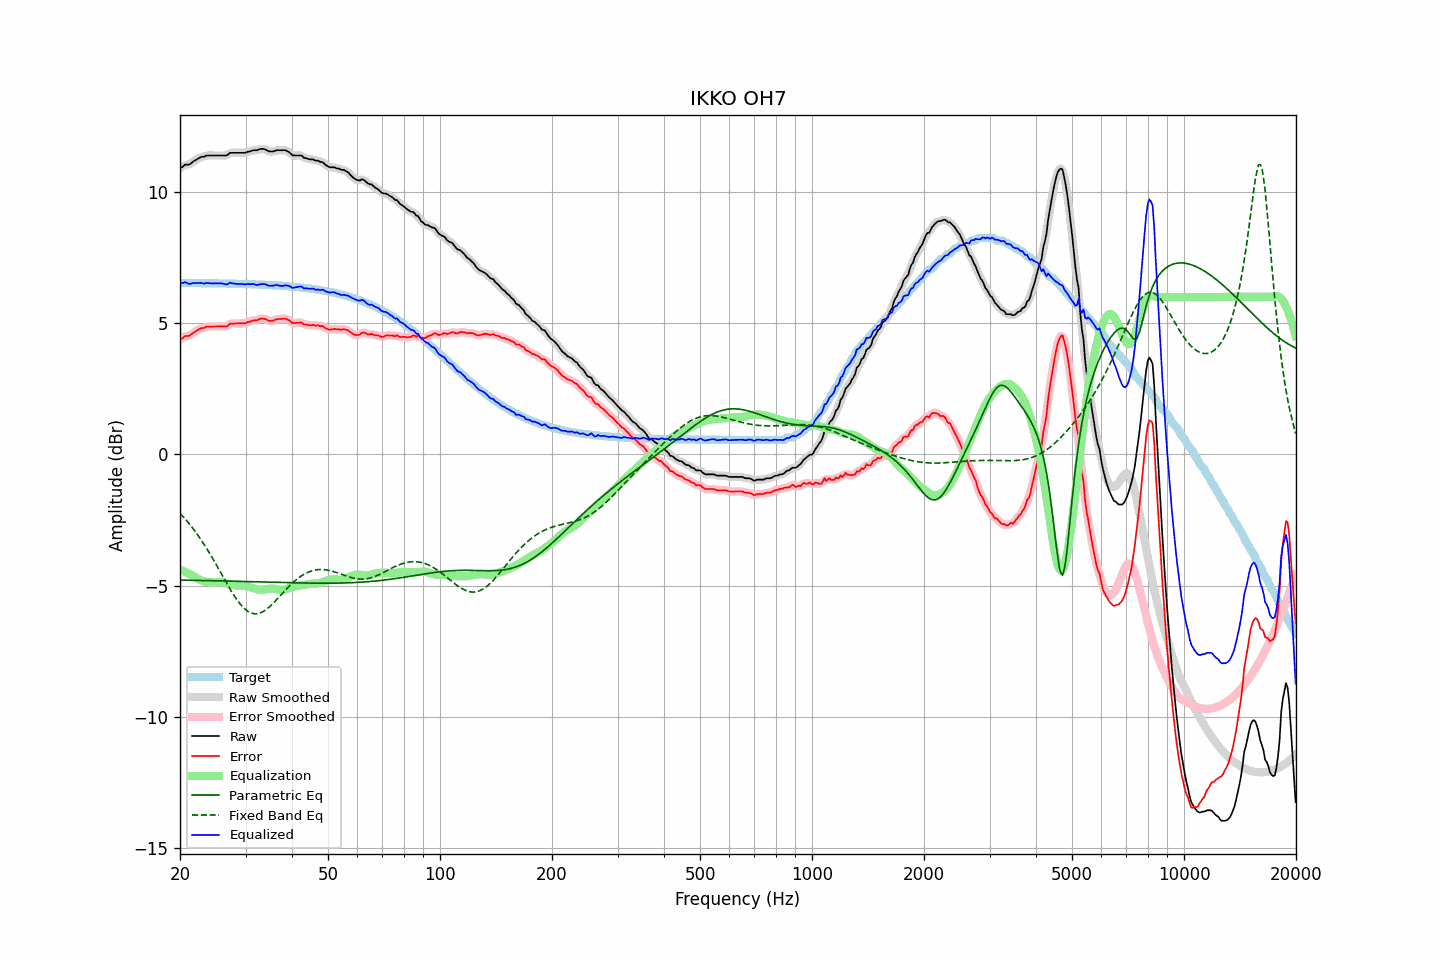 IKKO OH7
Amplitude (dBr)
10
5
0
−5
−10
−15
Target
Raw Smoothed
Error Smoothed
Raw
Error
Equalization
Parametric Eq
Fixed Band Eq
Equalized
20 50 100 200 500 1000 2000 5000 10000 20000
Frequency (Hz)